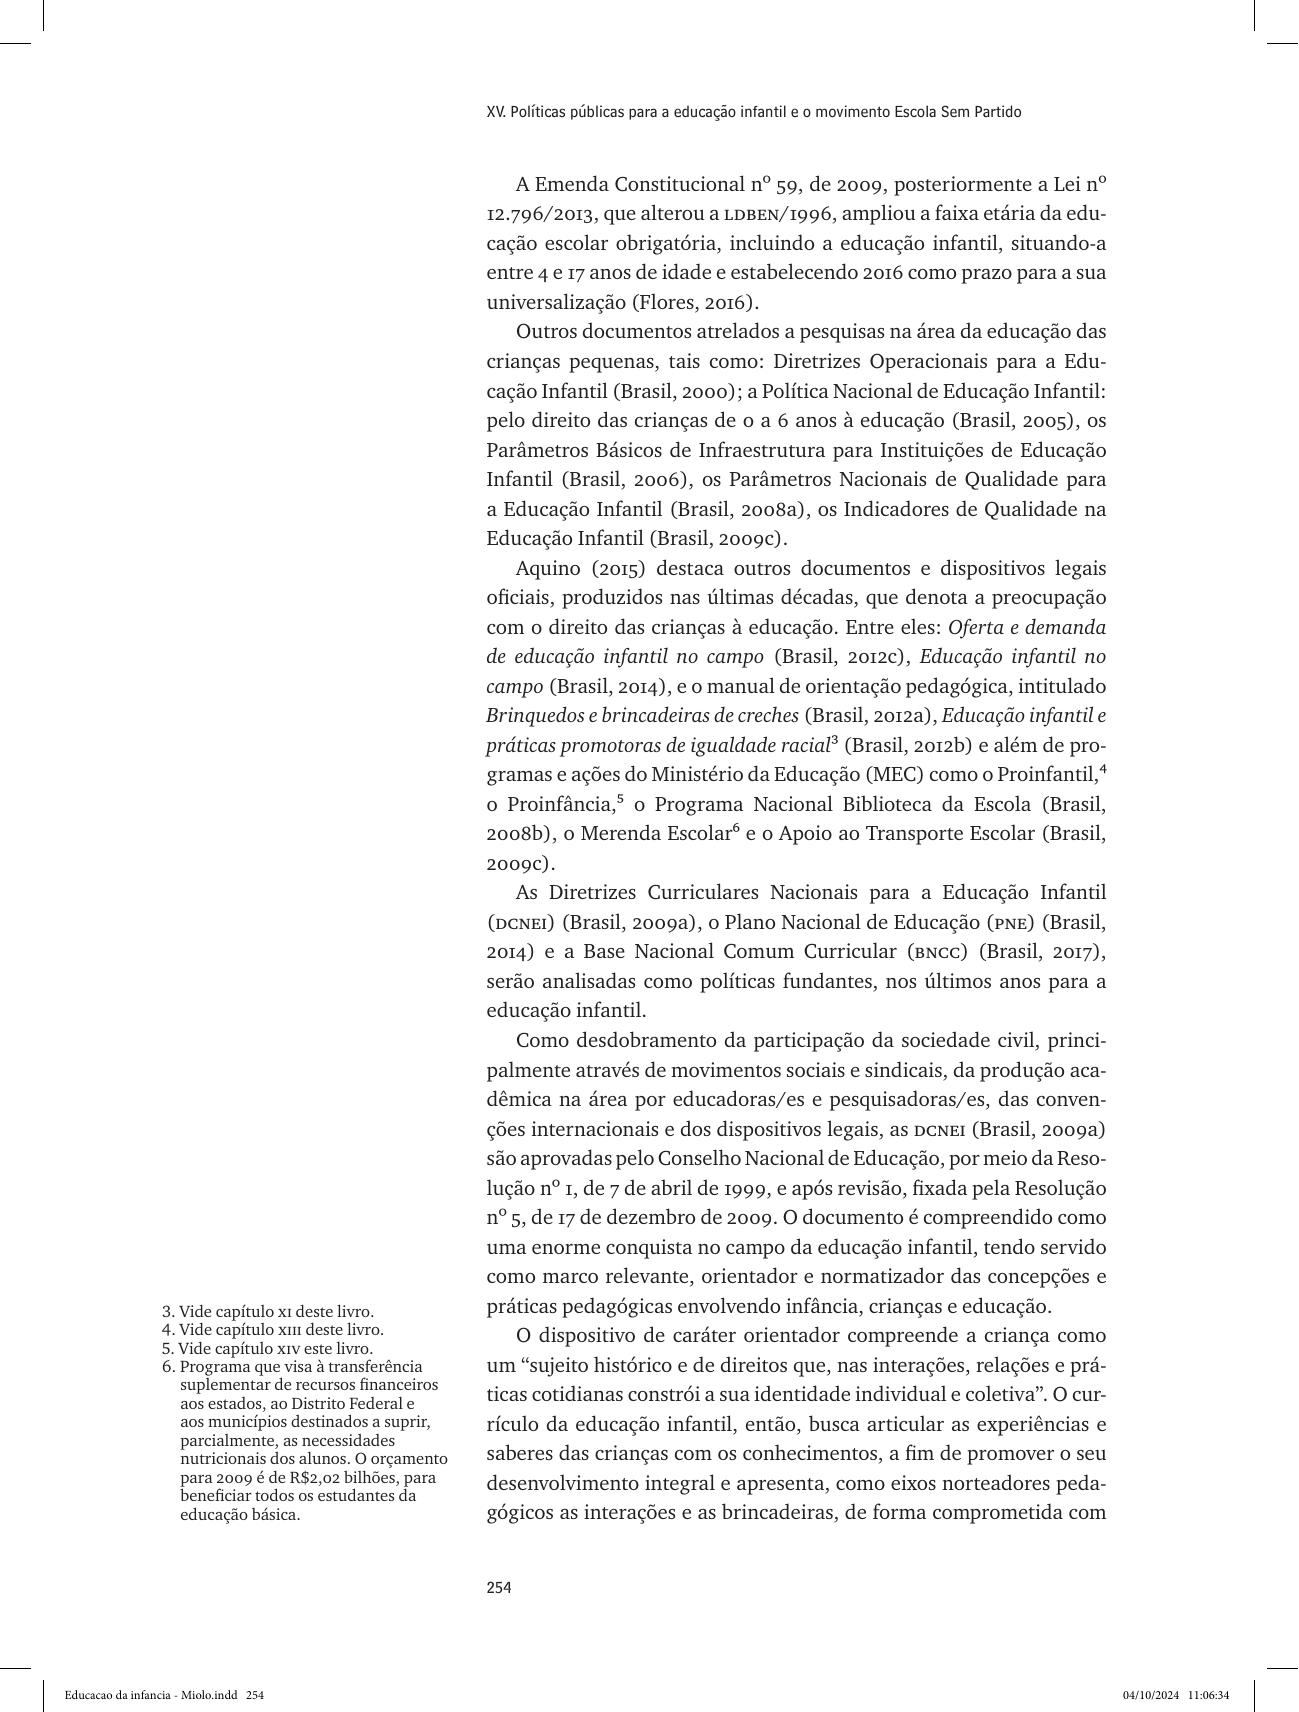 XV. Políticas públicas para a educação infantil e o movimento Escola Sem Partido
A Emenda Constitucional nº 59, de 2009, posteriormente a Lei nº
12.796/2013, que alterou a LDBEN/1996, ampliou a faixa etária da edu-
cação escolar obrigatória, incluindo a educação infantil, situando-a
entre 4 e 17 anos de idade e estabelecendo 2016 como prazo para a sua
universalização (Flores, 2016).
Outros documentos atrelados a pesquisas na área da educação das
crianças pequenas, tais como: Diretrizes Operacionais para a Edu-
cação Infantil (Brasil, 2000); a Política Nacional de Educação Infantil:
pelo direito das crianças de 0 a 6 anos à educação (Brasil, 2005), os
Parâmetros Básicos de Infraestrutura para Instituições de Educação
Infantil (Brasil, 2006), os Parâmetros Nacionais de Qualidade para
a Educação Infantil (Brasil, 2008a), os Indicadores de Qualidade na
Educação Infantil (Brasil, 2009c).
Aquino (2015) destaca outros documentos e dispositivos legais
oficiais, produzidos nas últimas décadas, que denota a preocupação
com o direito das crianças à educação. Entre eles: Oferta e demanda
de educação infantil no campo (Brasil, 2012c), Educação infantil no
campo (Brasil, 2014), e o manual de orientação pedagógica, intitulado
Brinquedos e brincadeiras de creches (Brasil, 2012a), Educação infantil e
práticas promotoras de igualdade racial³ (Brasil, 2012b) e além de pro-
gramas e ações do Ministério da Educação (MEC) como o Proinfantil,⁴
o Proinfância,⁵ o Programa Nacional Biblioteca da Escola (Brasil,
2008b), o Merenda Escolar⁶ e o Apoio ao Transporte Escolar (Brasil,
2009c).
As Diretrizes Curriculares Nacionais para a Educação Infantil
(DCNEI) (Brasil, 2009a), o Plano Nacional de Educação (PNE) (Brasil,
2014) e a Base Nacional Comum Curricular (BNCC) (Brasil, 2017),
serão analisadas como políticas fundantes, nos últimos anos para a
educação infantil.
Como desdobramento da participação da sociedade civil, princi-
palmente através de movimentos sociais e sindicais, da produção aca-
dêmica na área por educadoras/es e pesquisadoras/es, das conven-
ções internacionais e dos dispositivos legais, as DCNEI (Brasil, 2009a)
são aprovadas pelo Conselho Nacional de Educação, por meio da Reso-
lução nº 1, de 7 de abril de 1999, e após revisão, fixada pela Resolução
nº 5, de 17 de dezembro de 2009. O documento é compreendido como
uma enorme conquista no campo da educação infantil, tendo servido
como marco relevante, orientador e normatizador das concepções e
práticas pedagógicas envolvendo infância, crianças e educação.
O dispositivo de caráter orientador compreende a criança como
um “sujeito histórico e de direitos que, nas interações, relações e prá-
ticas cotidianas constrói a sua identidade individual e coletiva”. O cur-
rículo da educação infantil, então, busca articular as experiências e
saberes das crianças com os conhecimentos, a fim de promover o seu
desenvolvimento integral e apresenta, como eixos norteadores peda-
gógicos as interações e as brincadeiras, de forma comprometida com
3. Vide capítulo XI deste livro.
4. Vide capítulo XIII deste livro.
5. Vide capítulo XIV este livro.
6. Programa que visa à transferência
suplementar de recursos financeiros
aos estados, ao Distrito Federal e
aos municípios destinados a suprir,
parcialmente, as necessidades
nutricionais dos alunos. O orçamento
para 2009 é de R$2,02 bilhões, para
beneficiar todos os estudantes da
educação básica.
254
Educacao da infancia - Miolo.indd 254
04/10/2024 11:06:34